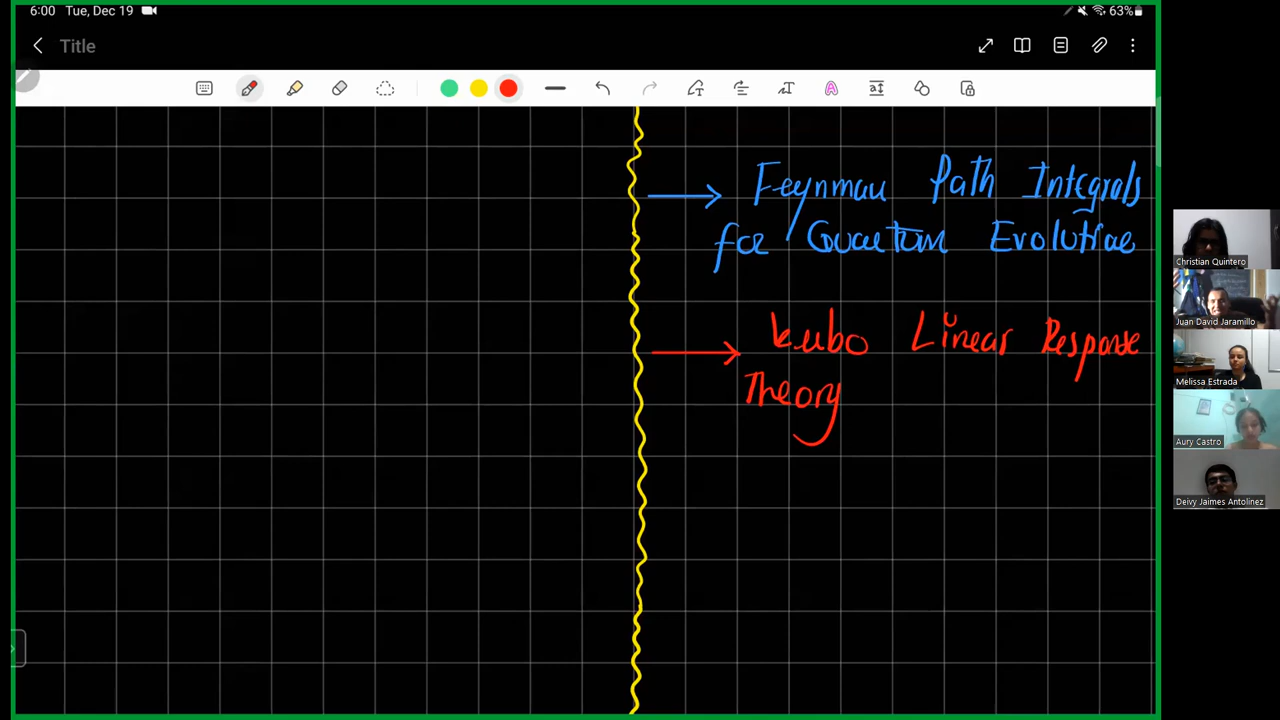 6:00 Tue, Dec 19
63%
Title
Feynman Path Integrals
for Quantum Evolution
Kubo Linear Response
Theory
Christian Quintero
Juan David Jaramillo
Melissa Estrada
Aury Castro
Deivy Jaimes Antolinez